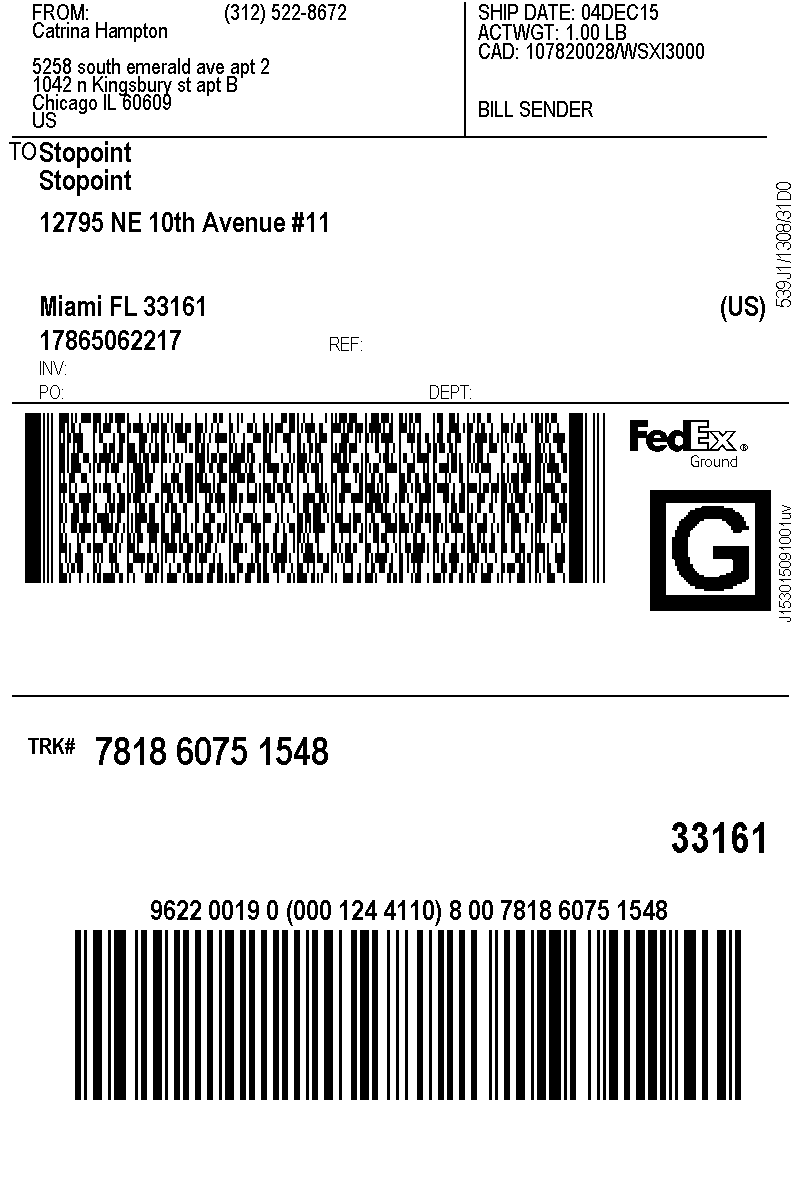 FROM: (312) 522-8672
Catrina Hampton
5258 south emerald ave apt 2
1042 n Kingsbury st apt B
Chicago IL 60609
US
SHIP DATE: 04DEC15
ACTWGT: 1.00 LB
CAD: 107820028/WSXI3000
BILL SENDER
TO Stopoint
Stopoint
12795 NE 10th Avenue #11
Miami FL 33161 (US)
17865062217 REF:
INV:
PO: DEPT:
539J1/1308/31D0
FedEx®
Ground
G
J153015091001uv
TRK# 7818 6075 1548
33161
9622 0019 0 (000 124 4110) 8 00 7818 6075 1548